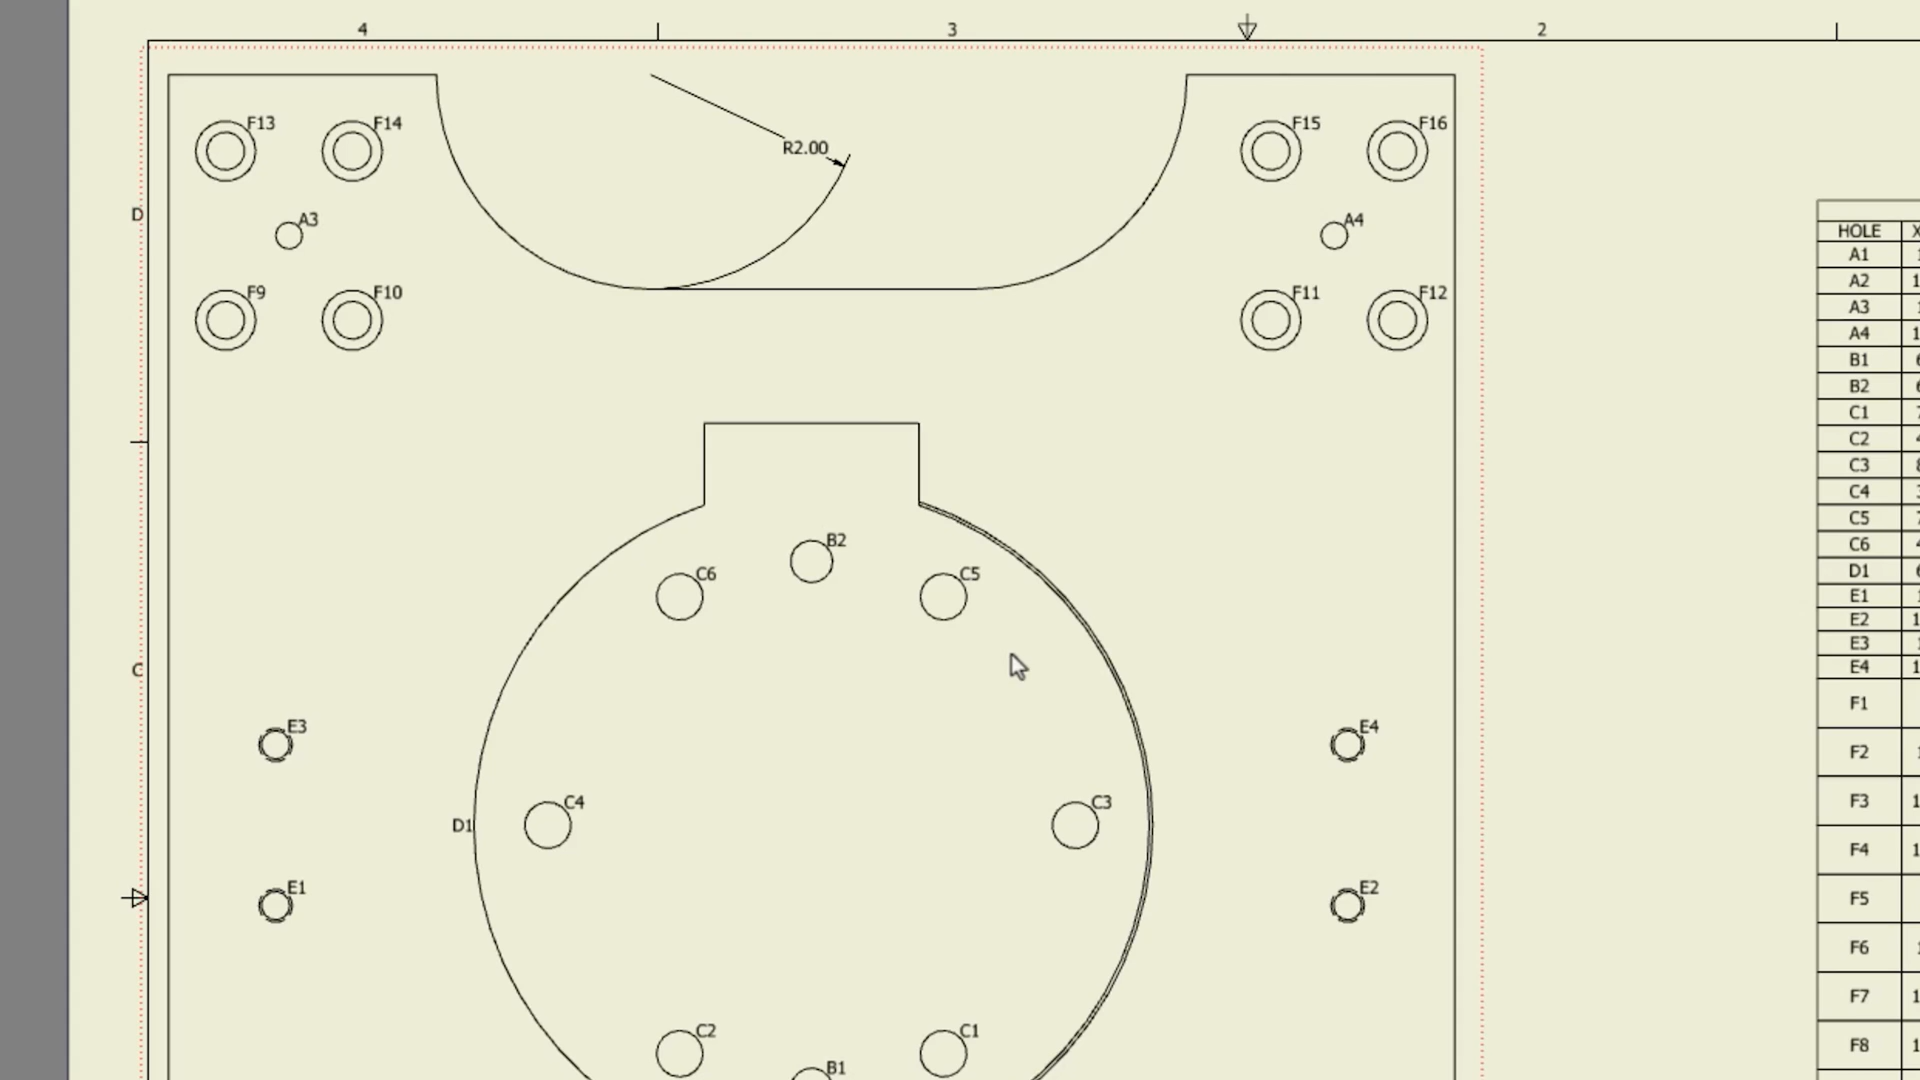 4 3 2
F13 F14 F15 F16
R2.00
D
A3 A4
F9 F10 F11 F12
B2
C6 C5
C
E3 E4
C4 C3
D1
E1 E2
C2 C1
B1
HOLE X
A1
A2
A3
A4
B1
B2
C1
C2
C3
C4
C5
C6
D1
E1
E2
E3
E4
F1
F2
F3
F4
F5
F6
F7
F8